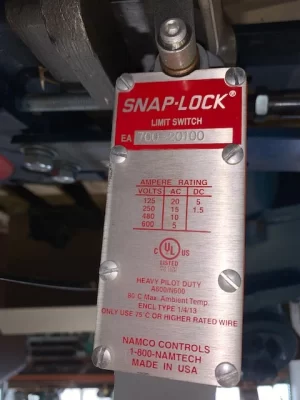 SNAP-LOCK®
LIMIT SWITCH
EA 700 20100
AMPERE RATING
VOLTS AC DC
125 20 5
250 15 1.5
480 10
600 5
UL
LISTED
HEAVY PILOT DUTY
A600/N600
C Max. Ambient Temp.
ENCL TYPE 1/4/13
ONLY USE 75°C OR HIGHER RATED WIRE
NAMCO CONTROLS
1-800-NAMTECH
MADE IN USA